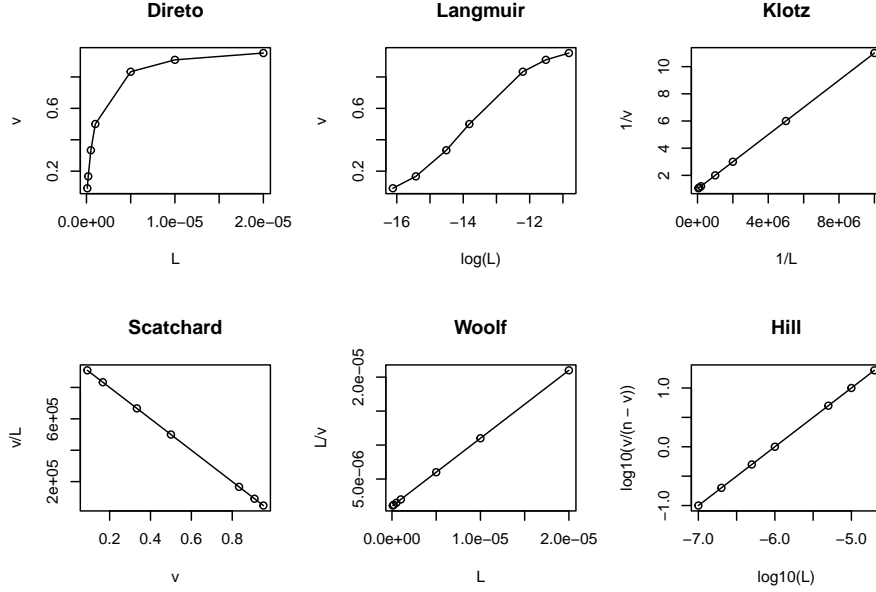 Direto
v
0.2 0.6
0.0e+00 1.0e-05 2.0e-05
L
Langmuir
v
0.2 0.6
−16 −14 −12
log(L)
Klotz
1/v
2 4 6 8 10
0e+00 4e+06 8e+06
1/L
Scatchard
v/L
2e+05 6e+05
0.2 0.4 0.6 0.8
v
Woolf
L/v
5.0e−06 2.0e−05
0.0e+00 1.0e−05 2.0e−05
L
Hill
log10(v/(n − v))
−1.0 0.0 1.0
−7.0 −6.0 −5.0
log10(L)